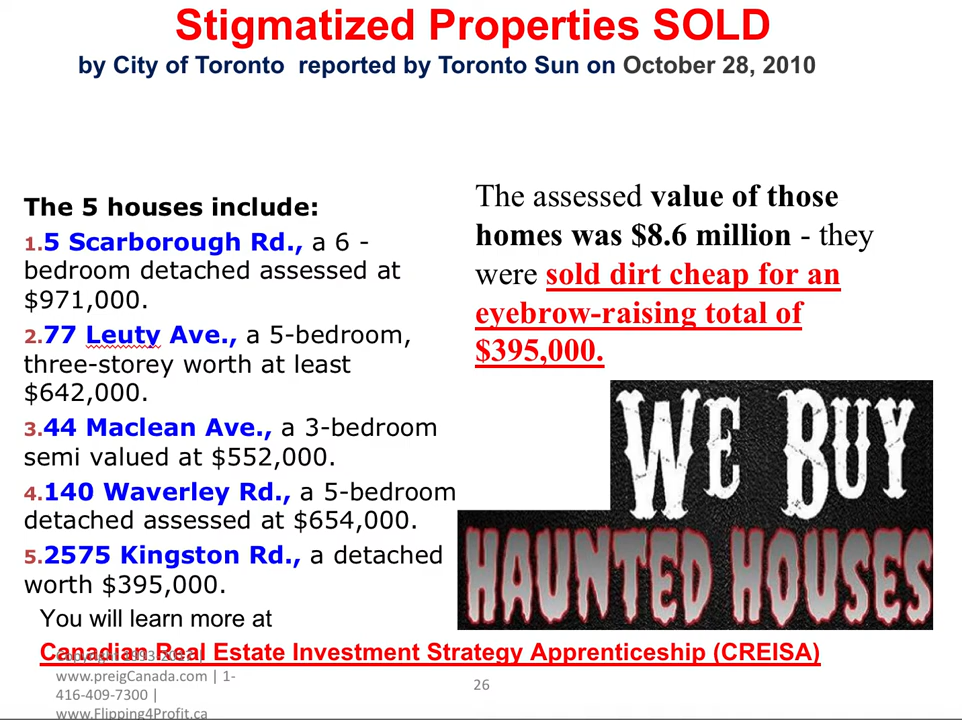 Stigmatized Properties SOLD
by City of Toronto reported by Toronto Sun on October 28, 2010
The 5 houses include:
1.5 Scarborough Rd., a 6 -
bedroom detached assessed at
$971,000.
2.77 Leuty Ave., a 5-bedroom,
three-storey worth at least
$642,000.
3.44 Maclean Ave., a 3-bedroom
semi valued at $552,000.
4.140 Waverley Rd., a 5-bedroom
detached assessed at $654,000.
5.2575 Kingston Rd., a detached
worth $395,000.
The assessed value of those
homes was $8.6 million - they
were sold dirt cheap for an
eyebrow-raising total of
$395,000.
WE BUY
HAUNTED HOUSES
You will learn more at
Canadian Real Estate Investment Strategy Apprenticeship (CREISA)
www.preigCanada.com | 1-
416-409-7300 |
www.Flipping4Profit.ca
26